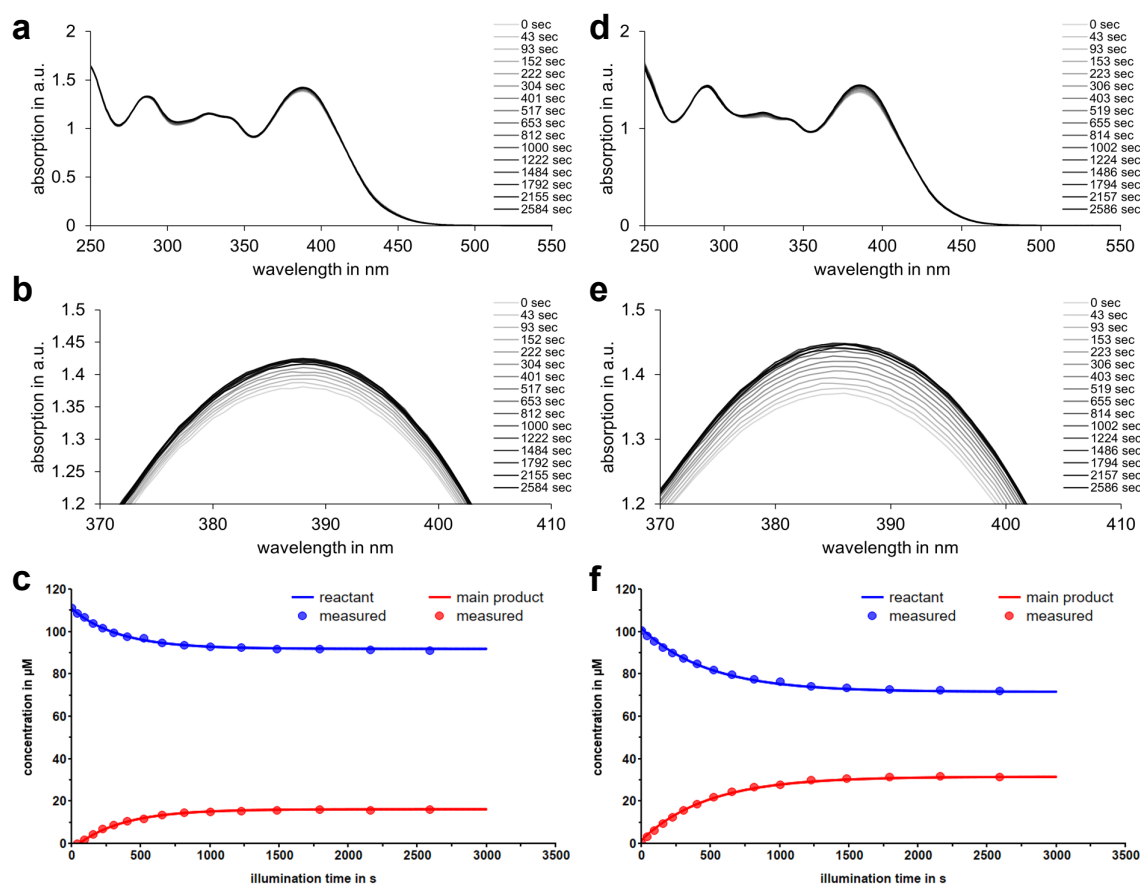 a
2
1.5
1
0.5
0
absorption in a.u.
250 300 350 400 450 500 550
wavelength in nm
0 sec
43 sec
93 sec
152 sec
222 sec
304 sec
401 sec
517 sec
653 sec
812 sec
1000 sec
1222 sec
1484 sec
1792 sec
2155 sec
2584 sec
d
2
1.5
1
0.5
0
absorption in a.u.
250 300 350 400 450 500 550
wavelength in nm
0 sec
43 sec
93 sec
153 sec
223 sec
306 sec
403 sec
519 sec
655 sec
814 sec
1002 sec
1224 sec
1486 sec
1794 sec
2157 sec
2586 sec
b
1.5
1.45
1.4
1.35
1.3
1.25
1.2
absorption in a.u.
370 380 390 400 410
wavelength in nm
0 sec
43 sec
93 sec
152 sec
222 sec
304 sec
401 sec
517 sec
653 sec
812 sec
1000 sec
1222 sec
1484 sec
1792 sec
2155 sec
2584 sec
e
1.5
1.45
1.4
1.35
1.3
1.25
1.2
absorption in a.u.
370 380 390 400 410
wavelength in nm
0 sec
43 sec
93 sec
153 sec
223 sec
306 sec
403 sec
519 sec
655 sec
814 sec
1002 sec
1224 sec
1486 sec
1794 sec
2157 sec
2586 sec
c
120
100
80
60
40
20
0
concentration in µM
reactant main product
measured measured
0 500 1000 1500 2000 2500 3000 3500
illumination time in s
f
120
100
80
60
40
20
0
concentration in µM
reactant main product
measured measured
0 500 1000 1500 2000 2500 3000 3500
illumination time in s